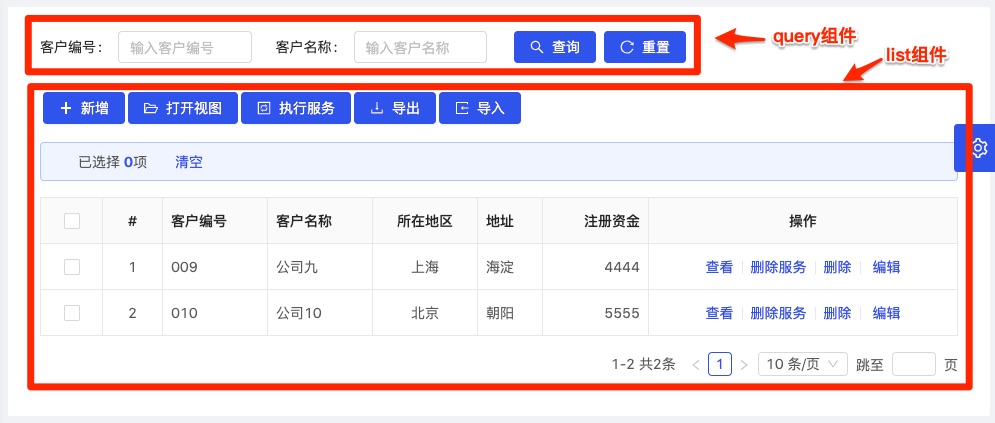 客户编号： 输入客户编号 客户名称： 输入客户名称 查询 重置
query组件
list组件
新增 打开视图 执行服务 导出 导入
已选择 0项 清空
# 客户编号 客户名称 所在地区 地址 注册资金 操作
1 009 公司九 上海 海淀 4444 查看 删除服务 删除 编辑
2 010 公司10 北京 朝阳 5555 查看 删除服务 删除 编辑
1-2 共2条 < 1 > 10 条/页 跳至 页